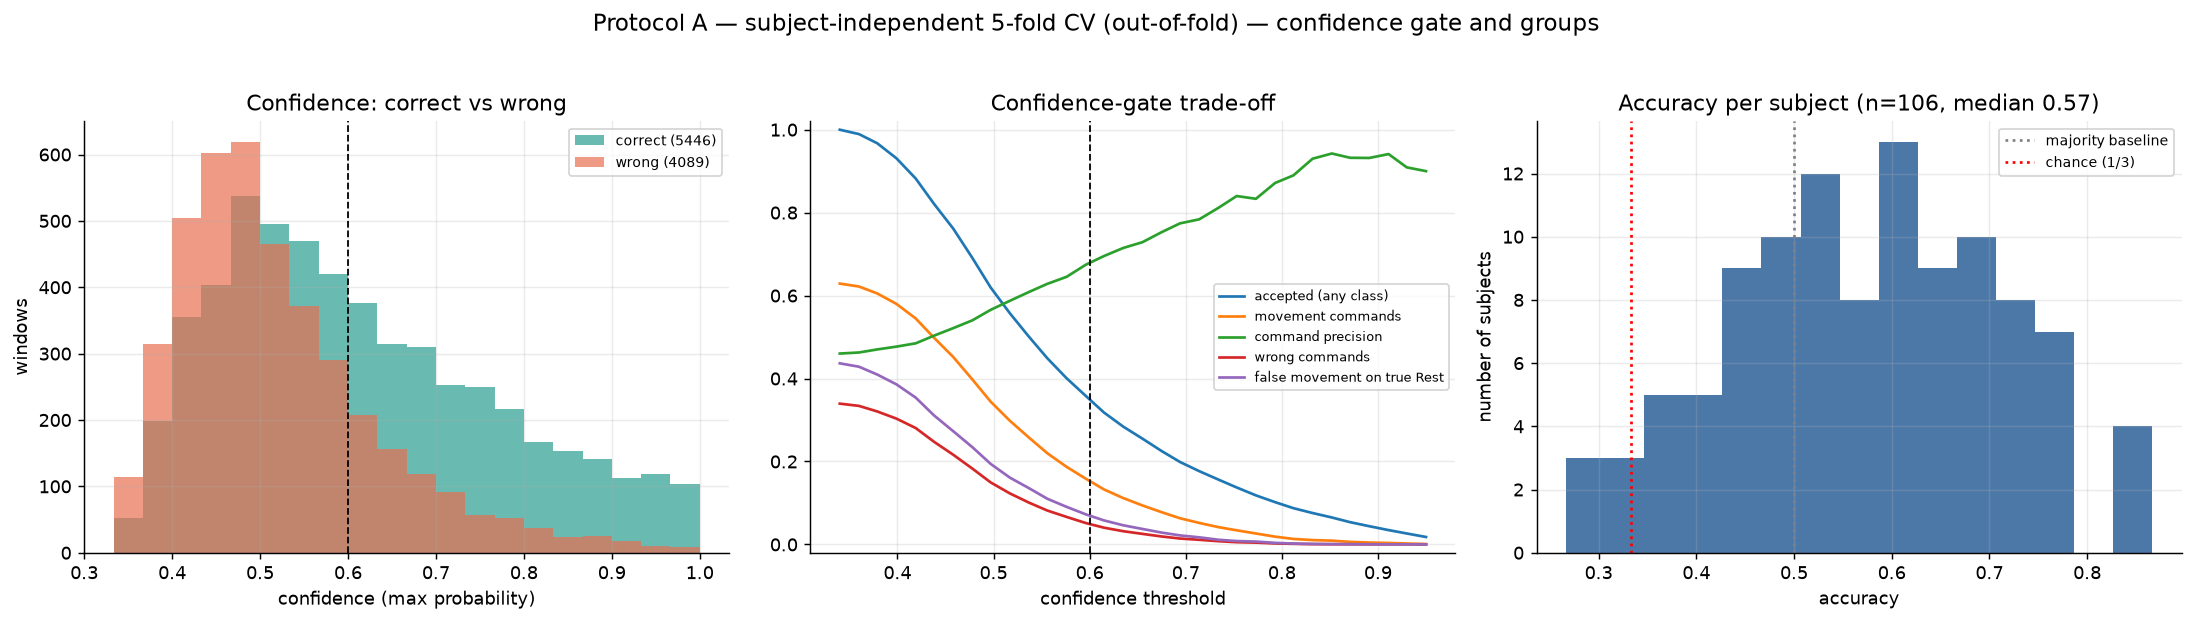 Protocol A — subject-independent 5-fold CV (out-of-fold) — confidence gate and groups
Confidence: correct vs wrong
correct (5446)
wrong (4089)
windows
600
500
400
300
200
100
0
0.3 0.4 0.5 0.6 0.7 0.8 0.9 1.0
confidence (max probability)
Confidence-gate trade-off
1.0
0.8
0.6
0.4
0.2
0.0
accepted (any class)
movement commands
command precision
wrong commands
false movement on true Rest
0.4 0.5 0.6 0.7 0.8 0.9
confidence threshold
Accuracy per subject (n=106, median 0.57)
majority baseline
chance (1/3)
number of subjects
12
10
8
6
4
2
0
0.3 0.4 0.5 0.6 0.7 0.8
accuracy